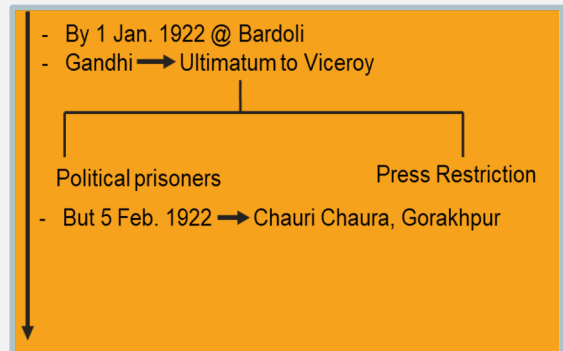 - By 1 Jan. 1922 @ Bardoli
- Gandhi → Ultimatum to Viceroy
Political prisoners
Press Restriction
- But 5 Feb. 1922 → Chauri Chaura, Gorakhpur